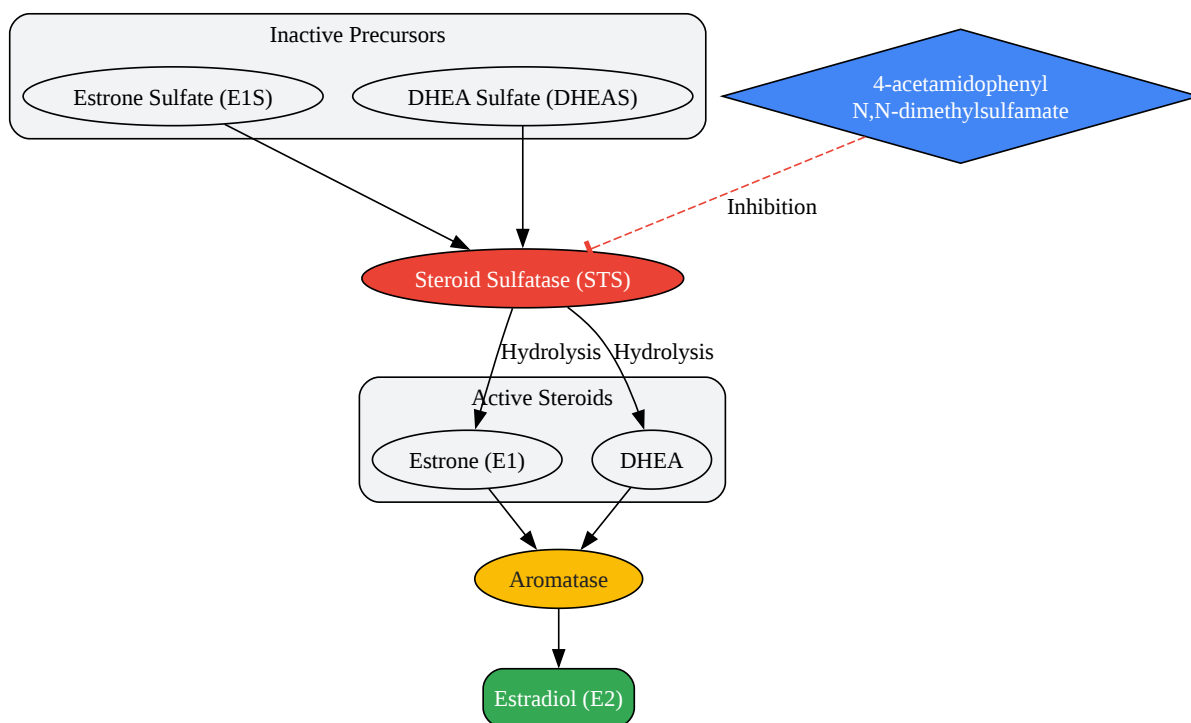 Inactive Precursors
Estrone Sulfate (E1S)
DHEA Sulfate (DHEAS)
4-acetamidophenyl
N,N-dimethylsulfamate
Inhibition
Steroid Sulfatase (STS)
Hydrolysis
Hydrolysis
Active Steroids
Estrone (E1)
DHEA
Aromatase
Estradiol (E2)